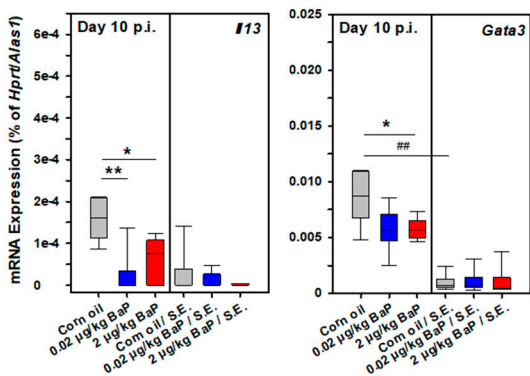 mRNA Expression (% of Hprt/Alas1)
Day 10 p.i.
Il13
6e-4
5e-4
4e-4
3e-4
2e-4
1e-4
0
*
**
Corn oil
0.02 µg/kg BaP
2 µg/kg BaP
Corn oil / S.E.
0.02 µg/kg BaP / S.E.
2 µg/kg BaP / S.E.
Day 10 p.i.
Gata3
0.025
0.020
0.015
0.010
0.005
0.000
*
##
Corn oil
0.02 µg/kg BaP
2 µg/kg BaP
Corn oil / S.E.
0.02 µg/kg BaP / S.E.
2 µg/kg BaP / S.E.